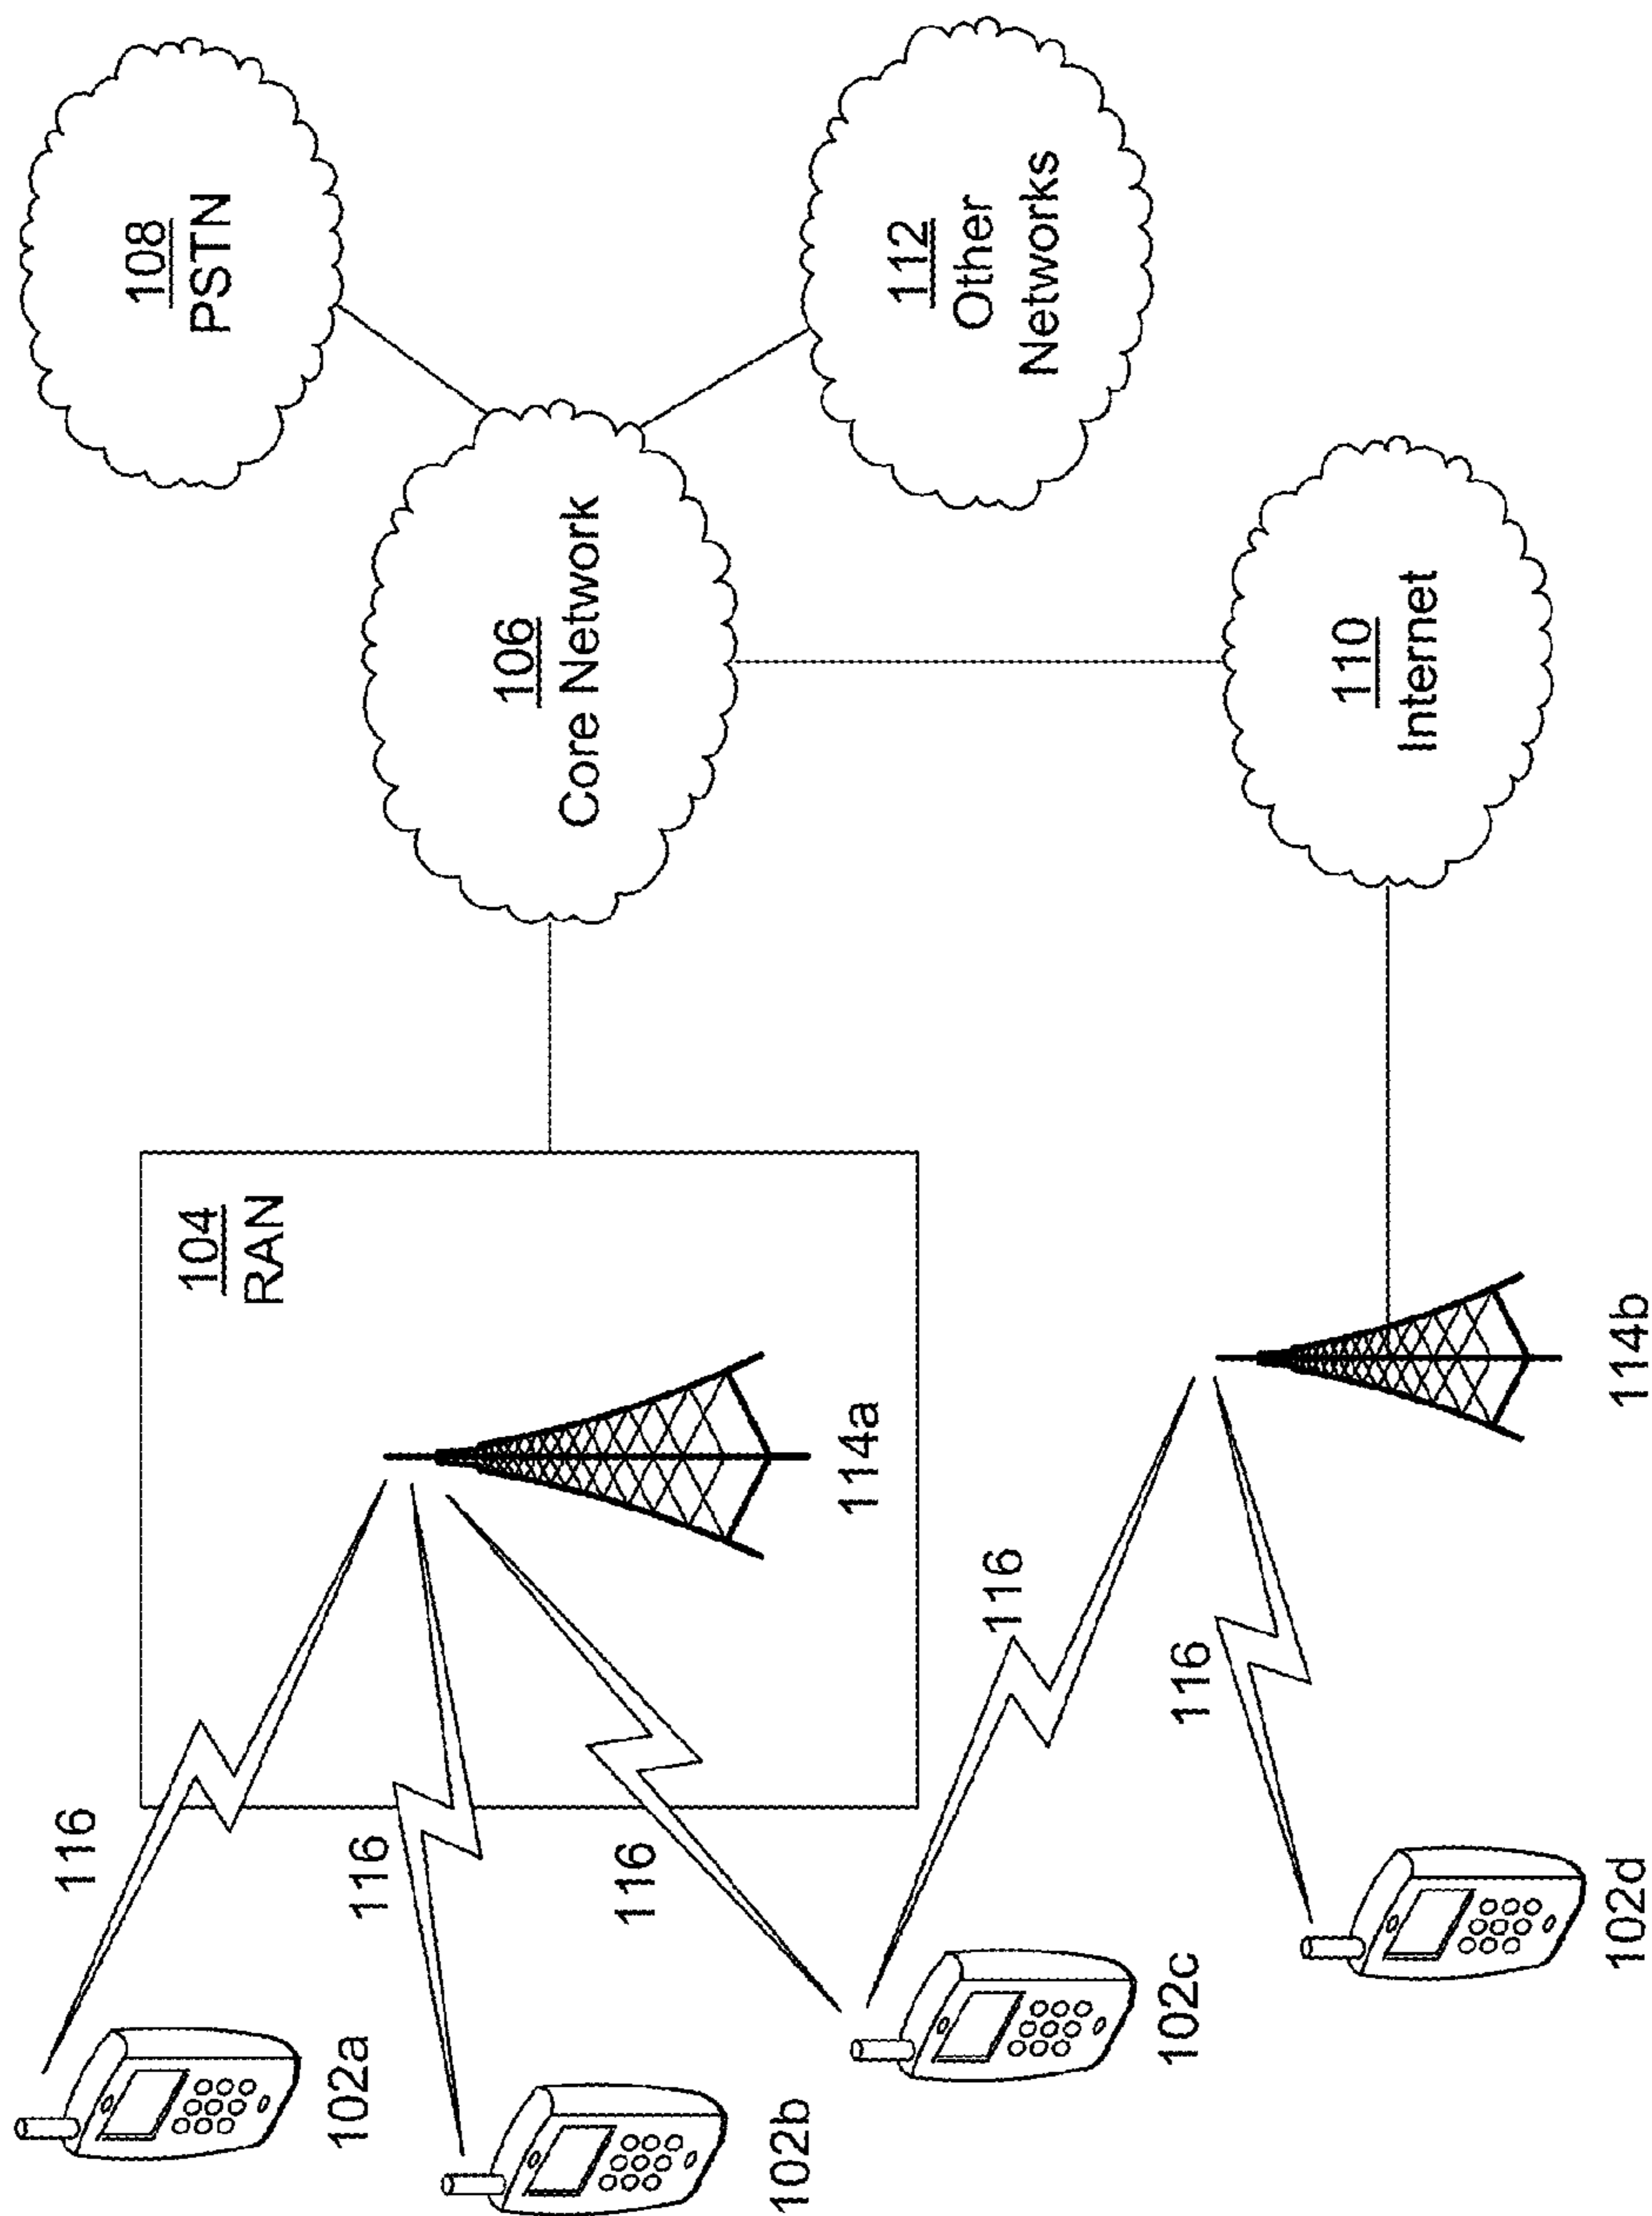 102a
116
102b
116
116
102c
116
102d
116
104
RAN
114a
114b
106
Core Network
108
PSTN
112
Other
Networks
110
Internet